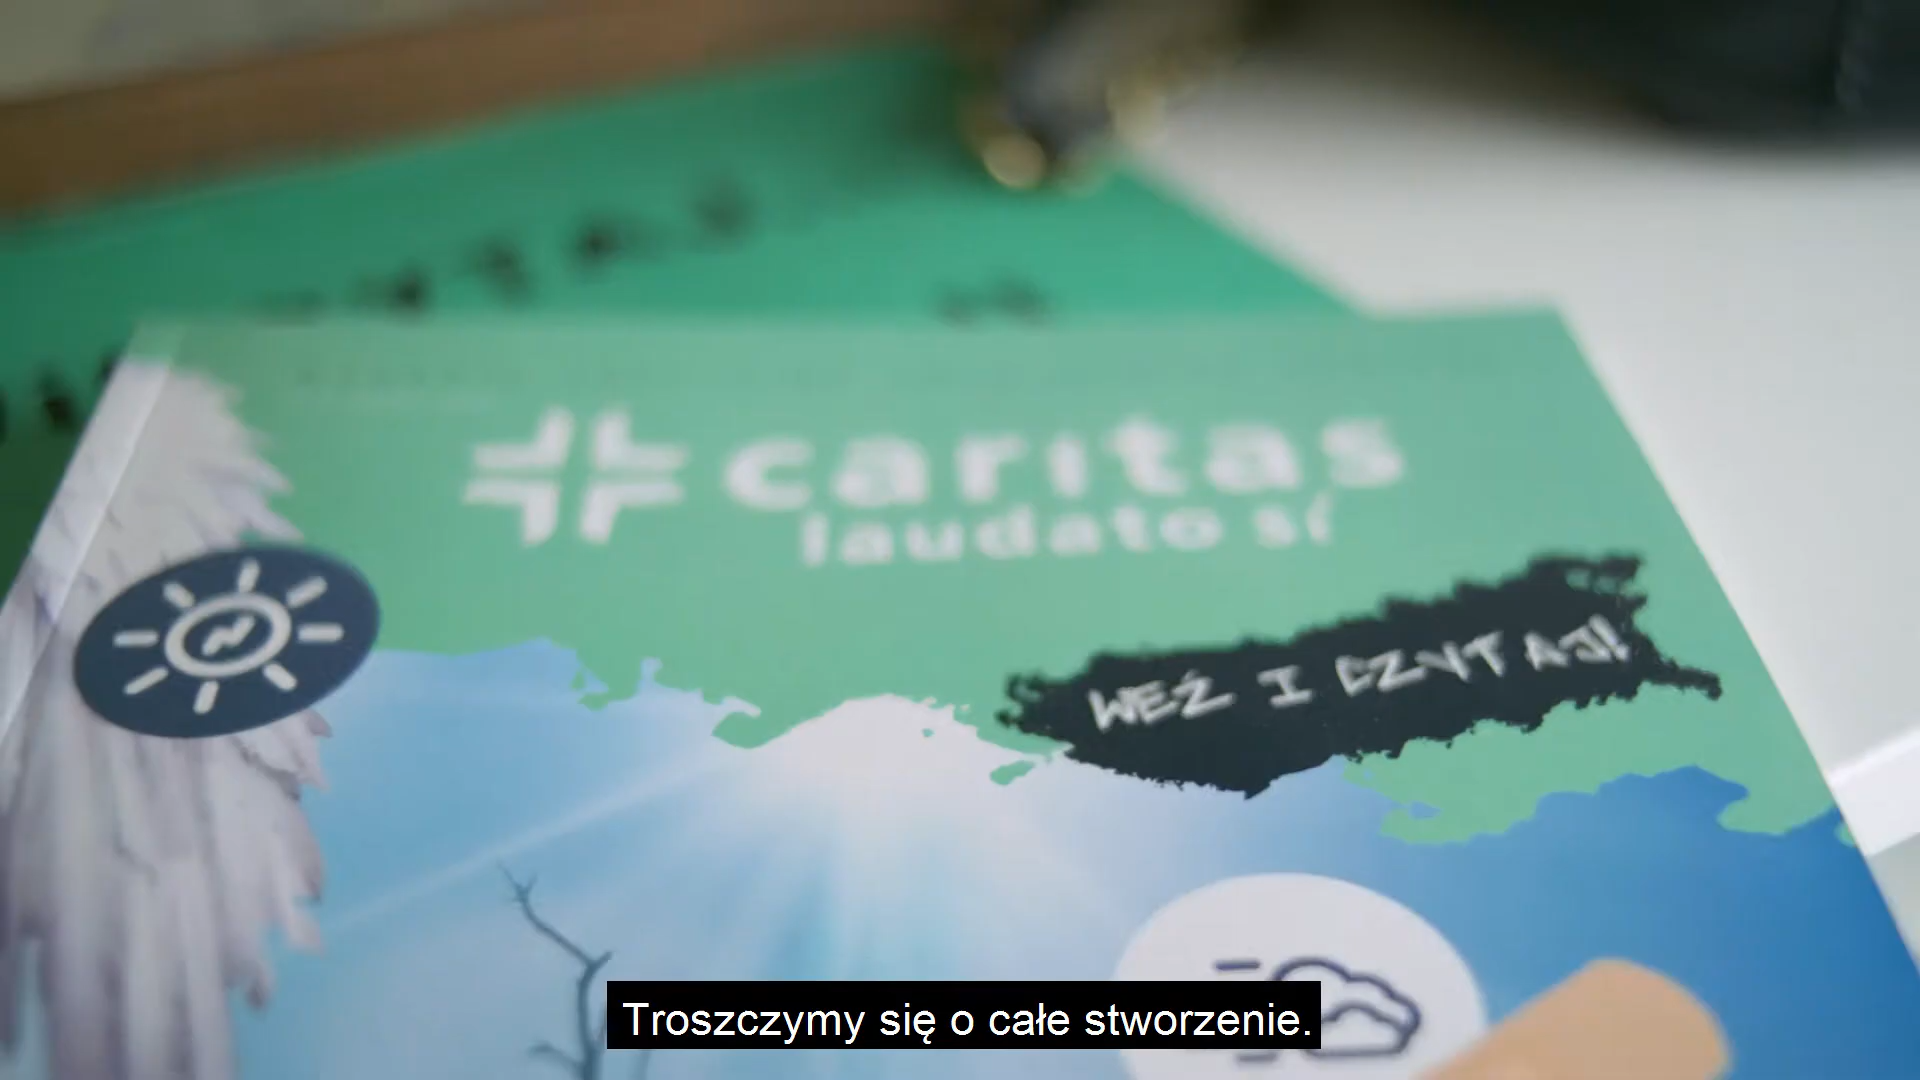 caritas
laudato si
WEŹ I CZYTAJ!
Troszczymy się o całe stworzenie.